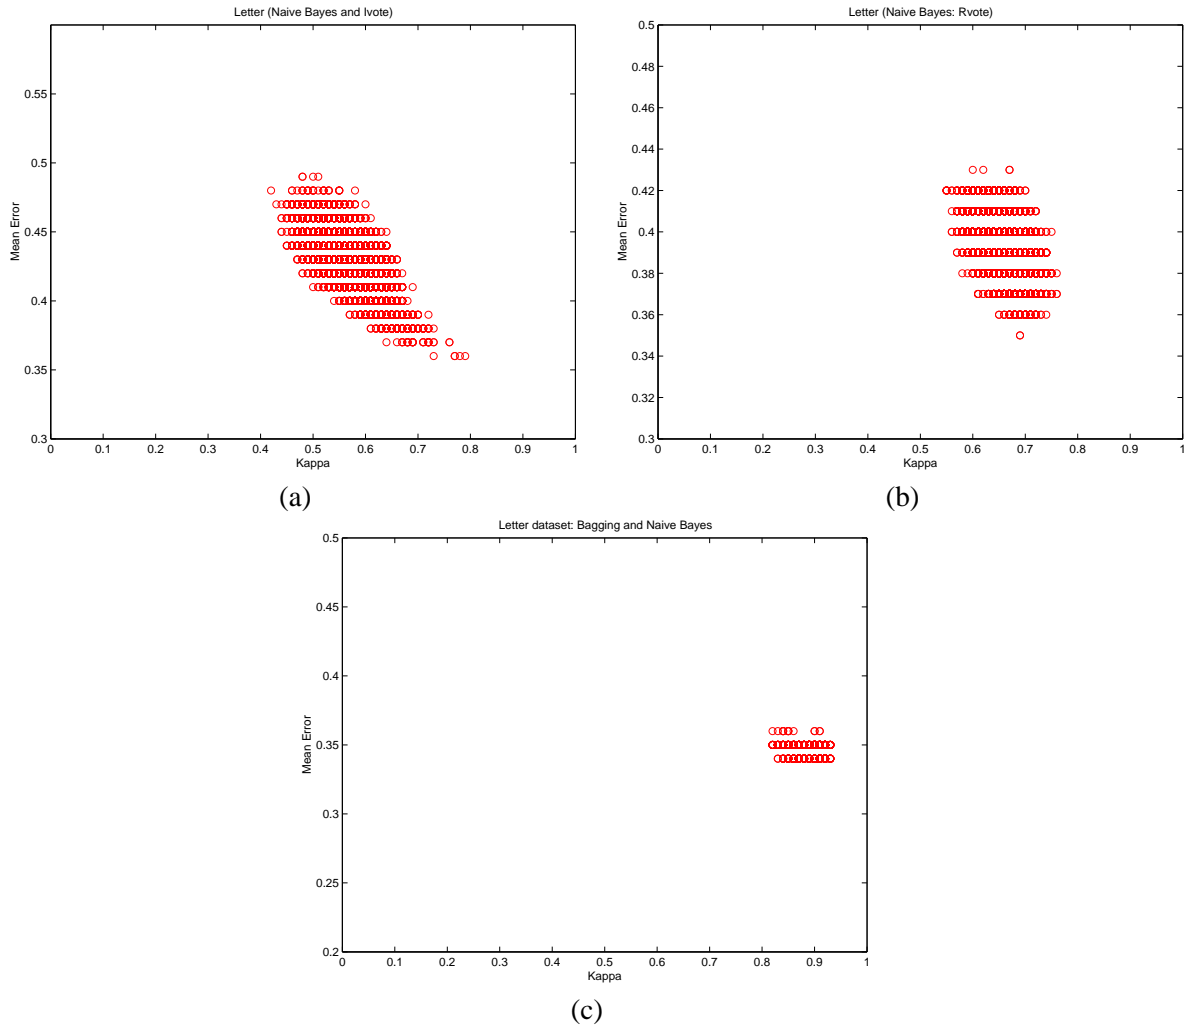 Letter (Naive Bayes and Ivote)
0.55
0.5
0.45
0.4
0.35
0.3
Mean Error
0 0.1 0.2 0.3 0.4 0.5 0.6 0.7 0.8 0.9 1
Kappa
(a)
Letter (Naive Bayes: Rvote)
0.5
0.48
0.46
0.44
0.42
0.4
0.38
0.36
0.34
0.32
0.3
Mean Error
0 0.1 0.2 0.3 0.4 0.5 0.6 0.7 0.8 0.9 1
Kappa
(b)
Letter dataset: Bagging and Naive Bayes
0.5
0.45
0.4
0.35
0.3
0.25
0.2
Mean Error
0 0.1 0.2 0.3 0.4 0.5 0.6 0.7 0.8 0.9 1
Kappa
(c)